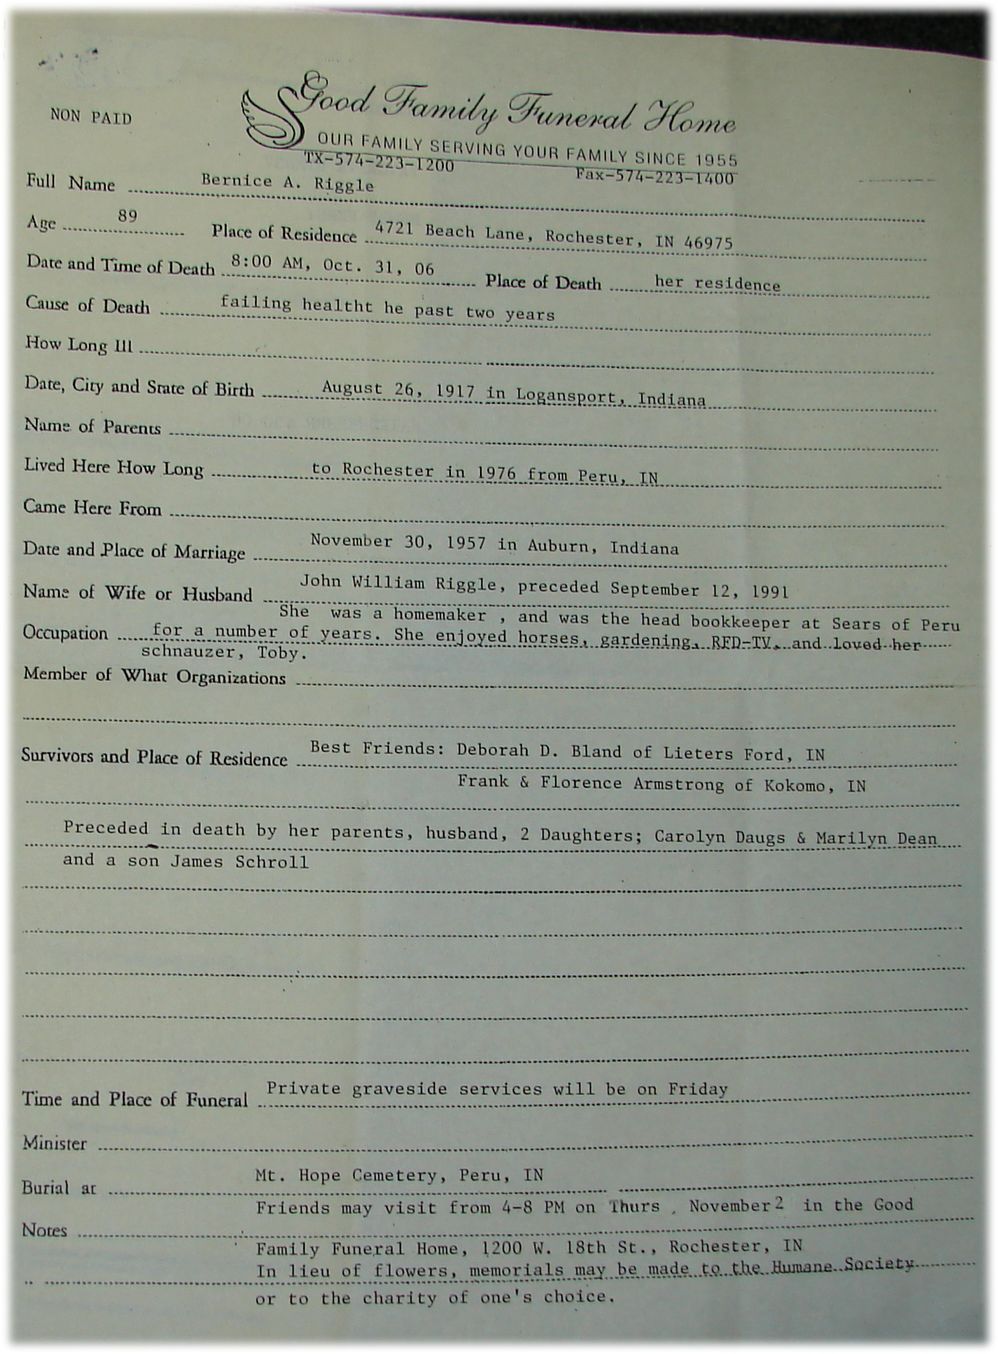 Good Family Funeral Home
NON PAID
OUR FAMILY SERVING YOUR FAMILY SINCE 1955
TX-574-223-1200 Fax-574-223-1400
Full Name Bernice A. Riggle
Age 89 Place of Residence 4721 Beach Lane, Rochester, IN 46975
Date and Time of Death 8:00 AM, Oct. 31, 06 Place of Death her residence
Cause of Death failing healtht he past two years
How Long Ill
Date, City and State of Birth August 26, 1917 in Logansport, Indiana
Name of Parents
Lived Here How Long to Rochester in 1976 from Peru, IN
Came Here From
Date and Place of Marriage November 30, 1957 in Auburn, Indiana
Name of Wife or Husband John William Riggle, preceded September 12, 1991
She was a homemaker , and was the head bookkeeper at Sears of Peru
Occupation for a number of years. She enjoyed horses, gardening, RFD-TV, and loved her
schnauzer, Toby.
Member of What Organizations
Survivors and Place of Residence Best Friends: Deborah D. Bland of Lieters Ford, IN
Frank & Florence Armstrong of Kokomo, IN
Preceded in death by her parents, husband, 2 Daughters; Carolyn Daugs & Marilyn Dean
and a son James Schroll
Time and Place of Funeral Private graveside services will be on Friday
Minister
Burial at Mt. Hope Cemetery, Peru, IN
Friends may visit from 4-8 PM on Thurs , November 2 in the Good
Notes
Family Funeral Home, 1200 W. 18th St., Rochester, IN
In lieu of flowers, memorials may be made to the Humane Society
or to the charity of one's choice.